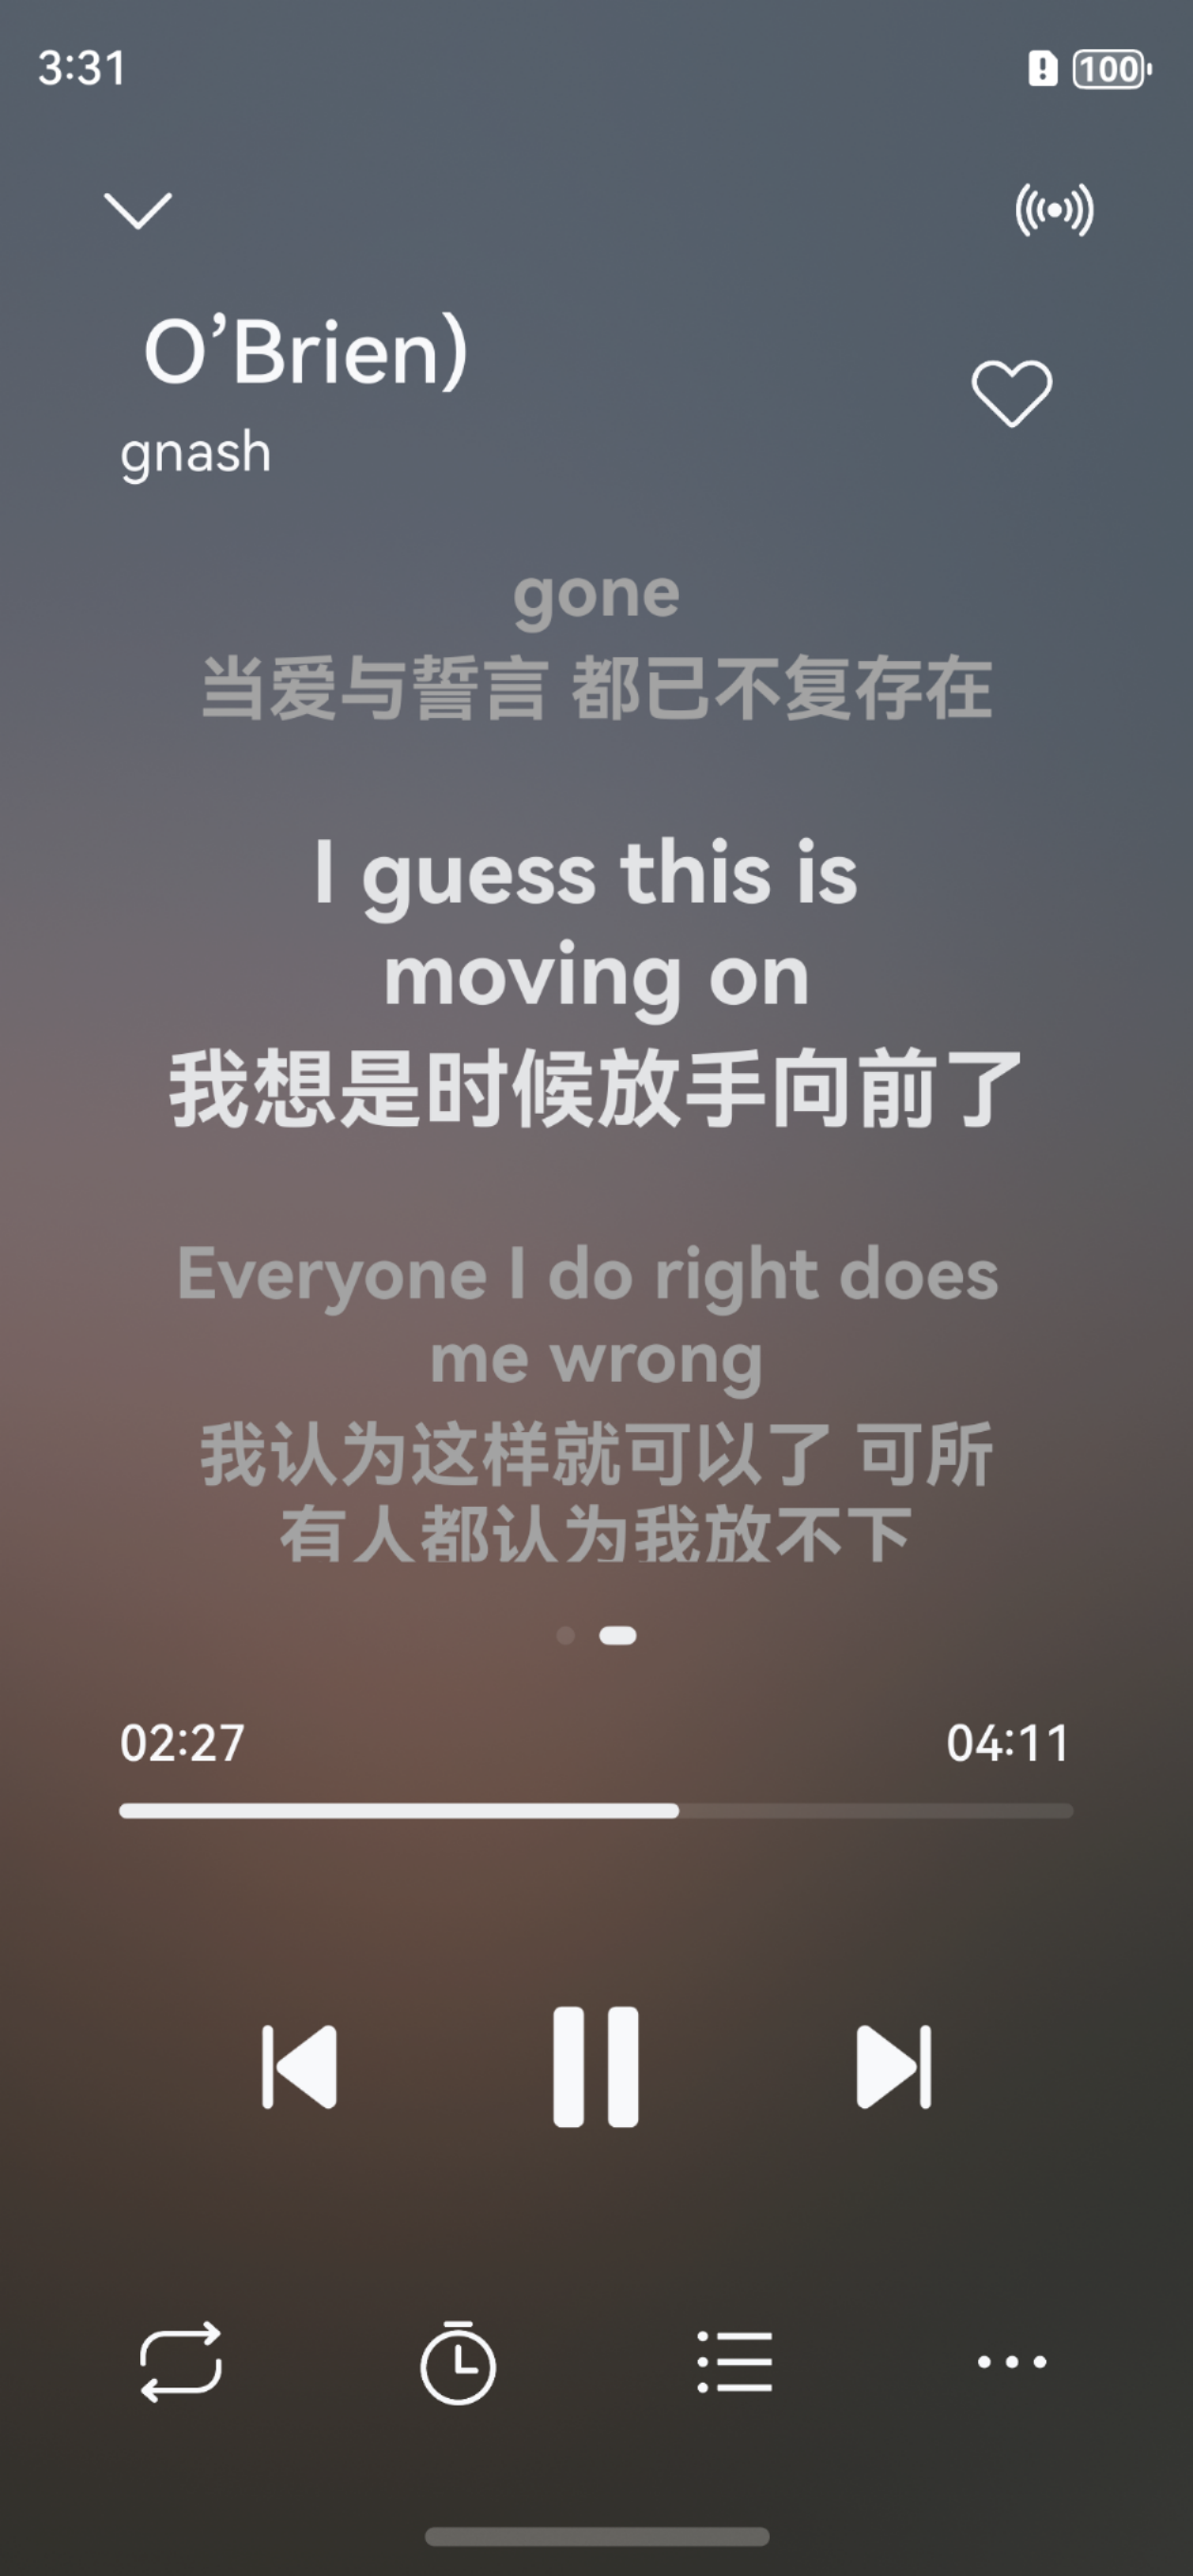 3:31
100
O’Brien)
gnash
gone
当爱与誓言 都已不复存在
I guess this is
moving on
我想是时候放手向前了
Everyone I do right does
me wrong
我认为这样就可以了 可所
有人都认为我放不下
02:27
04:11